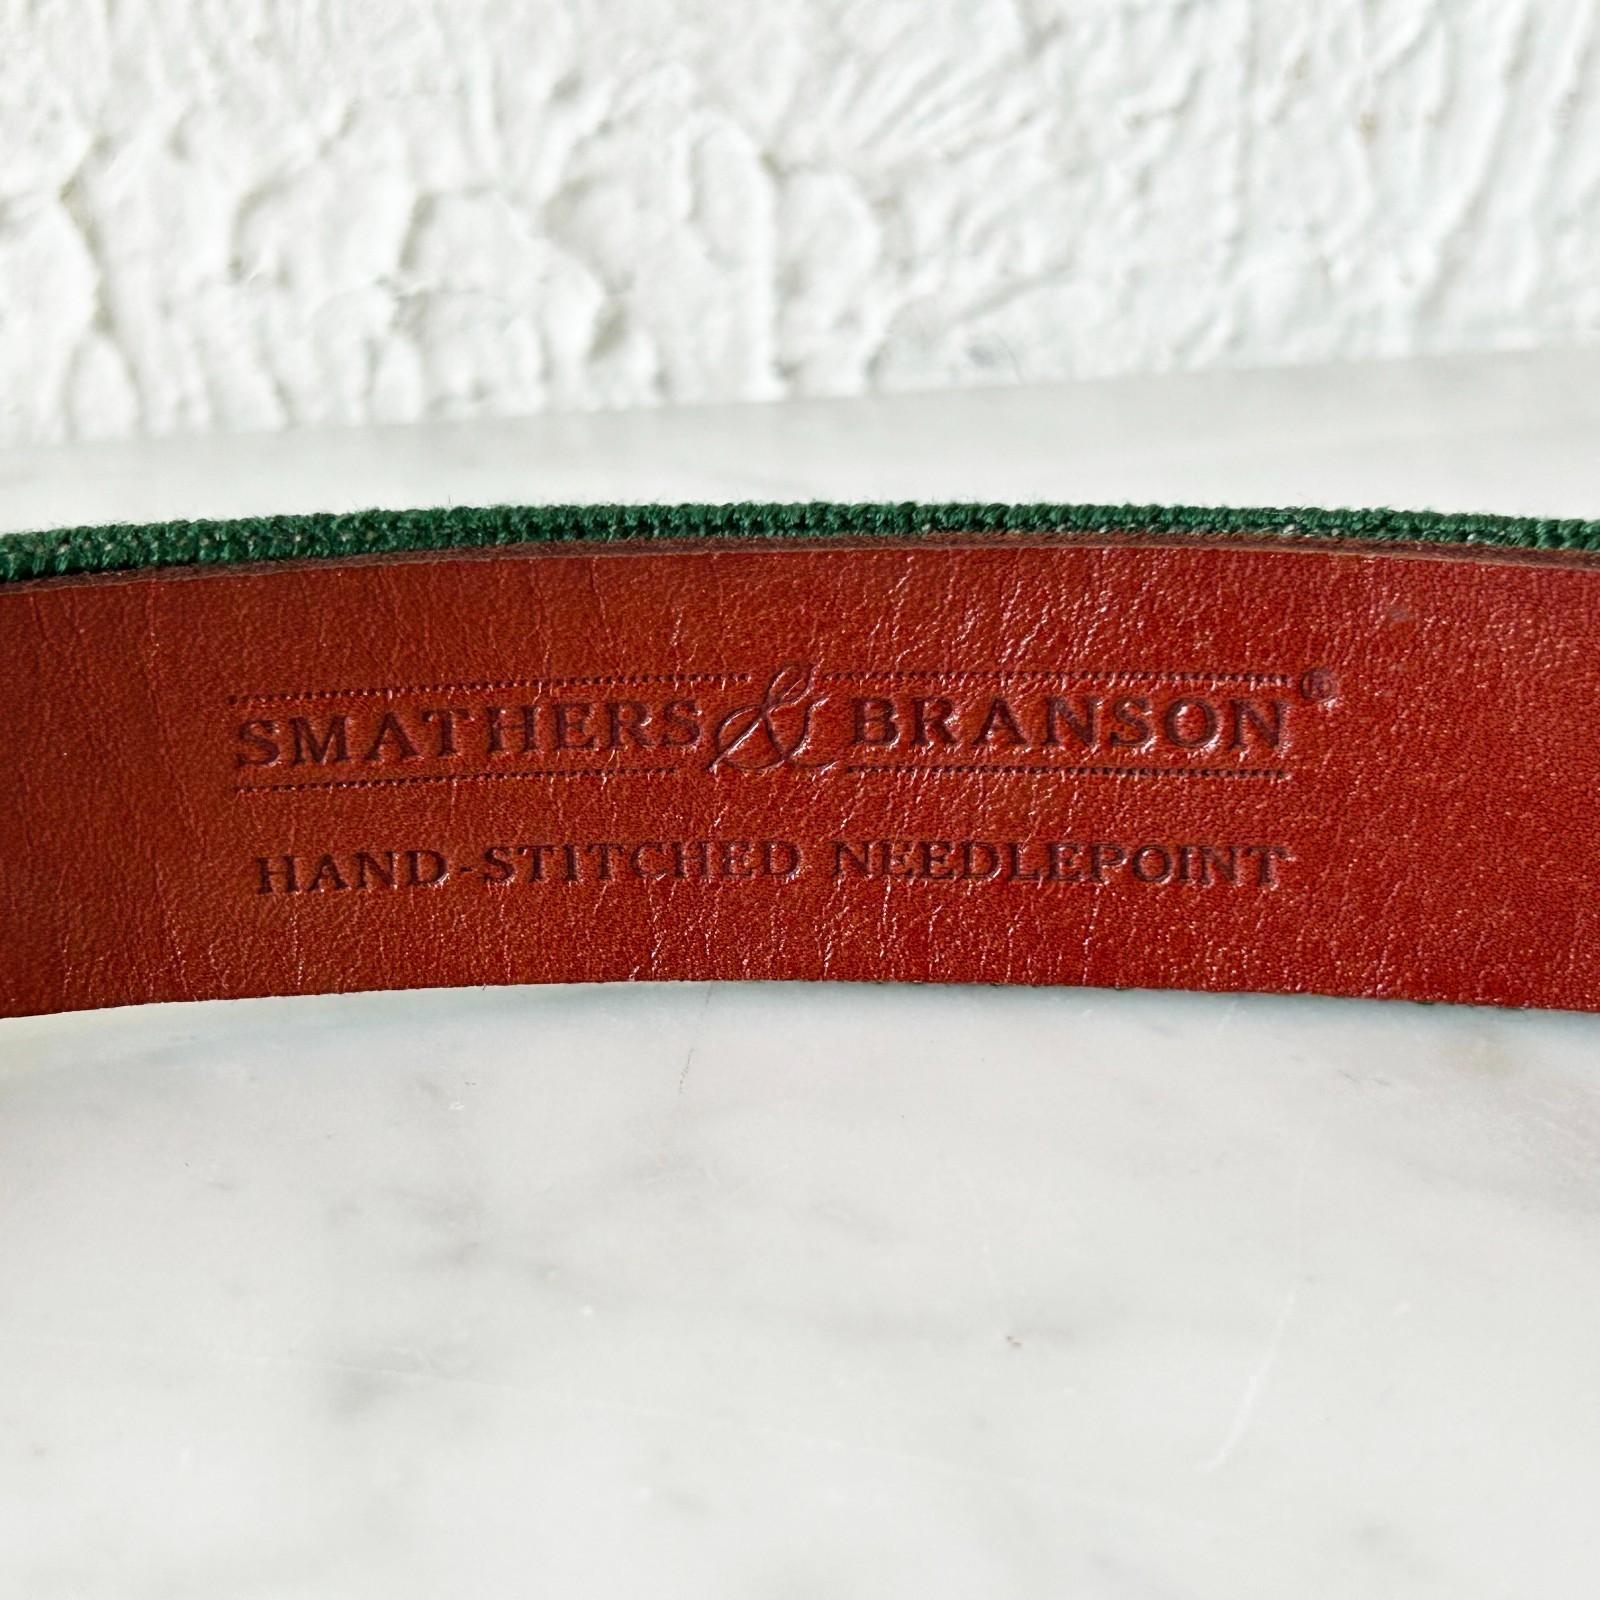 SMATHERS & BRANSON®
HAND-STITCHED NEEDLEPOINT